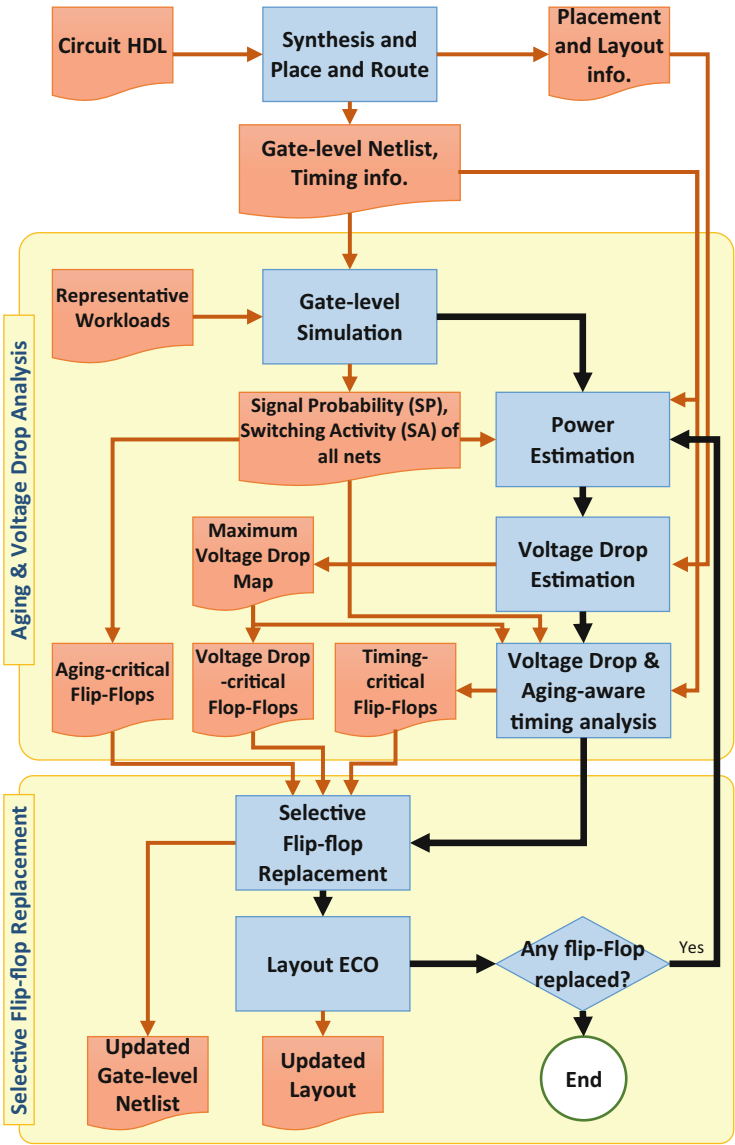 Circuit HDL
Synthesis and
Place and Route
Placement
and Layout
info.
Gate-level Netlist,
Timing info.
Aging & Voltage Drop Analysis
Representative
Workloads
Gate-level
Simulation
Signal Probability (SP),
Switching Activity (SA) of
all nets
Power
Estimation
Maximum
Voltage Drop
Map
Voltage Drop
Estimation
Aging-critical
Flip-Flops
Voltage Drop
-critical
Flop-Flops
Timing-
critical
Flip-Flops
Voltage Drop &
Aging-aware
timing analysis
Selective Flip-flop Replacement
Selective
Flip-flop
Replacement
Layout ECO
Any flip-Flop
replaced?
Yes
Updated
Gate-level
Netlist
Updated
Layout
End